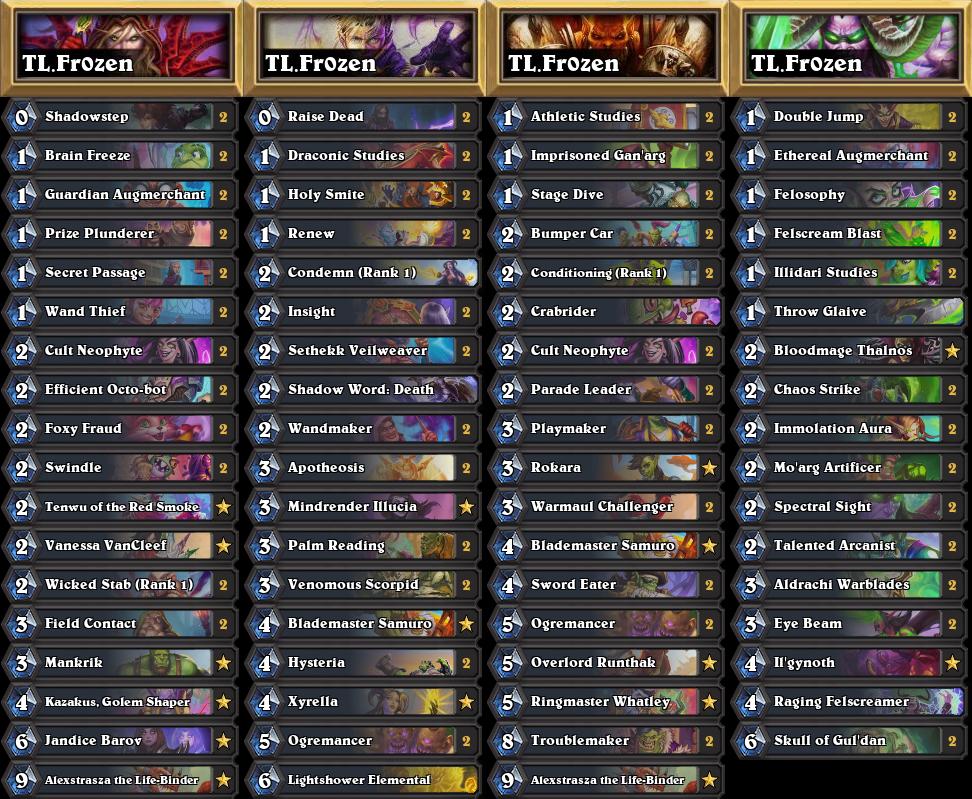 TL.Fr0zen
0 Shadowstep 2
1 Brain Freeze 2
1 Guardian Augmerchant 2
1 Prize Plunderer 2
1 Secret Passage 2
1 Wand Thief 2
2 Cult Neophyte 2
2 Efficient Octo-bot 2
2 Foxy Fraud 2
2 Swindle 2
2 Tenwu of the Red Smoke
2 Vanessa VanCleef
2 Wicked Stab (Rank 1) 2
3 Field Contact 2
3 Mankrik
4 Kazakus, Golem Shaper
6 Jandice Barov
9 Alexstrasza the Life-Binder
TL.Fr0zen
0 Raise Dead 2
1 Draconic Studies 2
1 Holy Smite 2
1 Renew 2
2 Condemn (Rank 1)
2 Insight 2
2 Sethekk Veilweaver 2
2 Shadow Word: Death
2 Wandmaker 2
3 Apotheosis 2
3 Mindrender Illucia
3 Palm Reading 2
3 Venomous Scorpid 2
4 Blademaster Samuro
4 Hysteria 2
4 Xyrella
5 Ogremancer 2
6 Lightshower Elemental
TL.Fr0zen
1 Athletic Studies 2
1 Imprisoned Gan'arg 2
1 Stage Dive 2
2 Bumper Car 2
2 Conditioning (Rank 1) 2
2 Crabrider
2 Cult Neophyte 2
2 Parade Leader 2
3 Playmaker 2
3 Rokara
3 Warmaul Challenger 2
4 Blademaster Samuro
4 Sword Eater 2
5 Ogremancer 2
5 Overlord Runthak
5 Ringmaster Whatley
8 Troublemaker 2
9 Alexstrasza the Life-Binder
TL.Fr0zen
1 Double Jump 2
1 Ethereal Augmerchant 2
1 Felosophy 2
1 Felscream Blast 2
1 Illidari Studies 2
1 Throw Glaive
2 Bloodmage Thalnos
2 Chaos Strike 2
2 Immolation Aura 2
2 Mo'arg Artificer 2
2 Spectral Sight 2
2 Talented Arcanist 2
3 Aldrachi Warblades 2
3 Eye Beam 2
4 Il'gynoth
4 Raging Felscreamer
6 Skull of Gul'dan 2